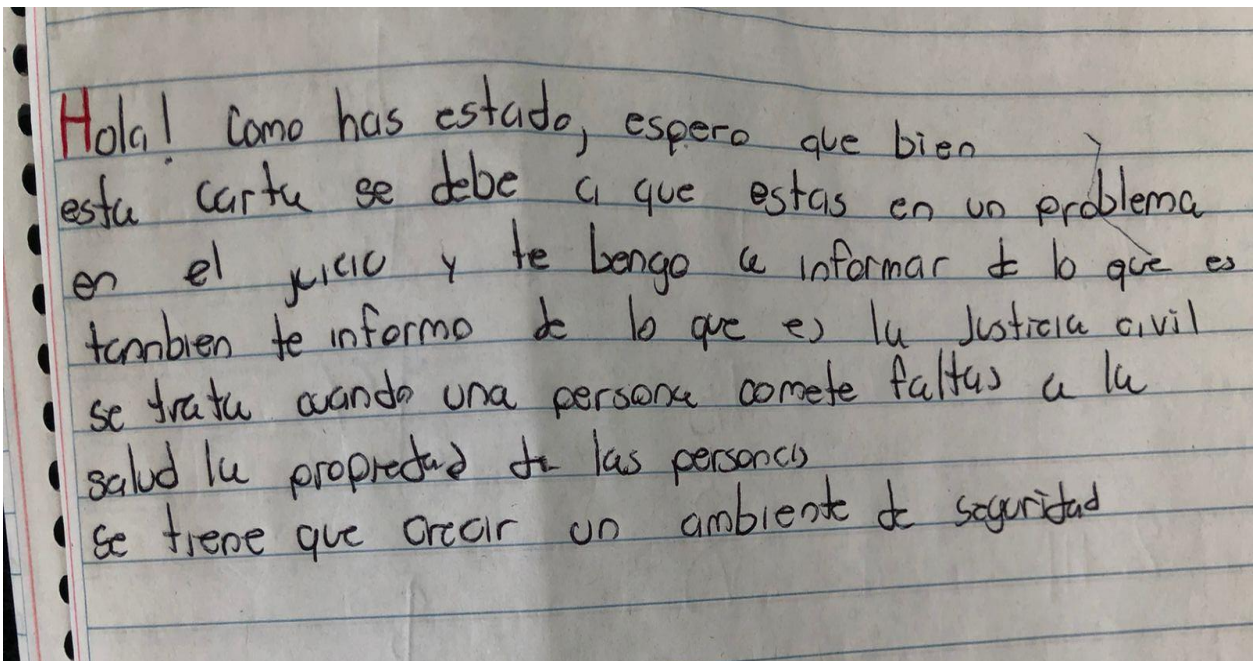 Hola! Como has estado, espero que bien
esta carta se debe a que estas en un problema
en el juicio y te bengo a informar de lo que es
tambien te informo de lo que es la Justicia civil
se trata cuando una persona comete faltas a la
salud la propiedad de las personas
se tiene que crear un ambiente de seguridad